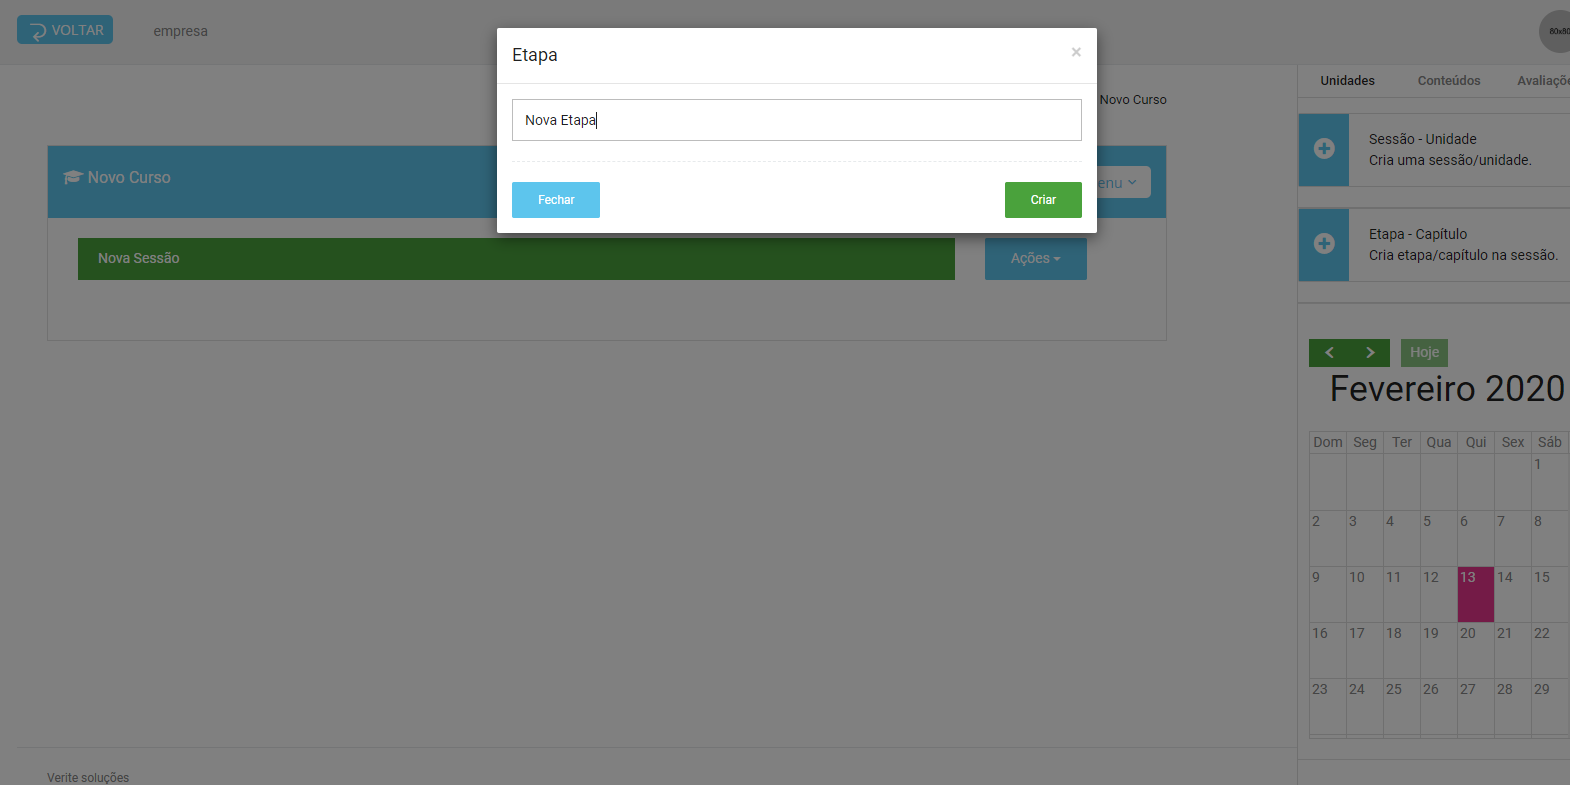 VOLTAR
empresa
80x80
Etapa
×
Nova Etapa
Fechar
Criar
Novo Curso
Novo Curso
enu
Nova Sessão
Ações
Unidades
Conteúdos
Avaliaçõe
Sessão - Unidade
Cria uma sessão/unidade.
Etapa - Capítulo
Cria etapa/capítulo na sessão.
Hoje
Fevereiro 2020
Dom Seg Ter Qua Qui Sex Sáb
1
2 3 4 5 6 7 8
9 10 11 12 13 14 15
16 17 18 19 20 21 22
23 24 25 26 27 28 29
Verite soluções